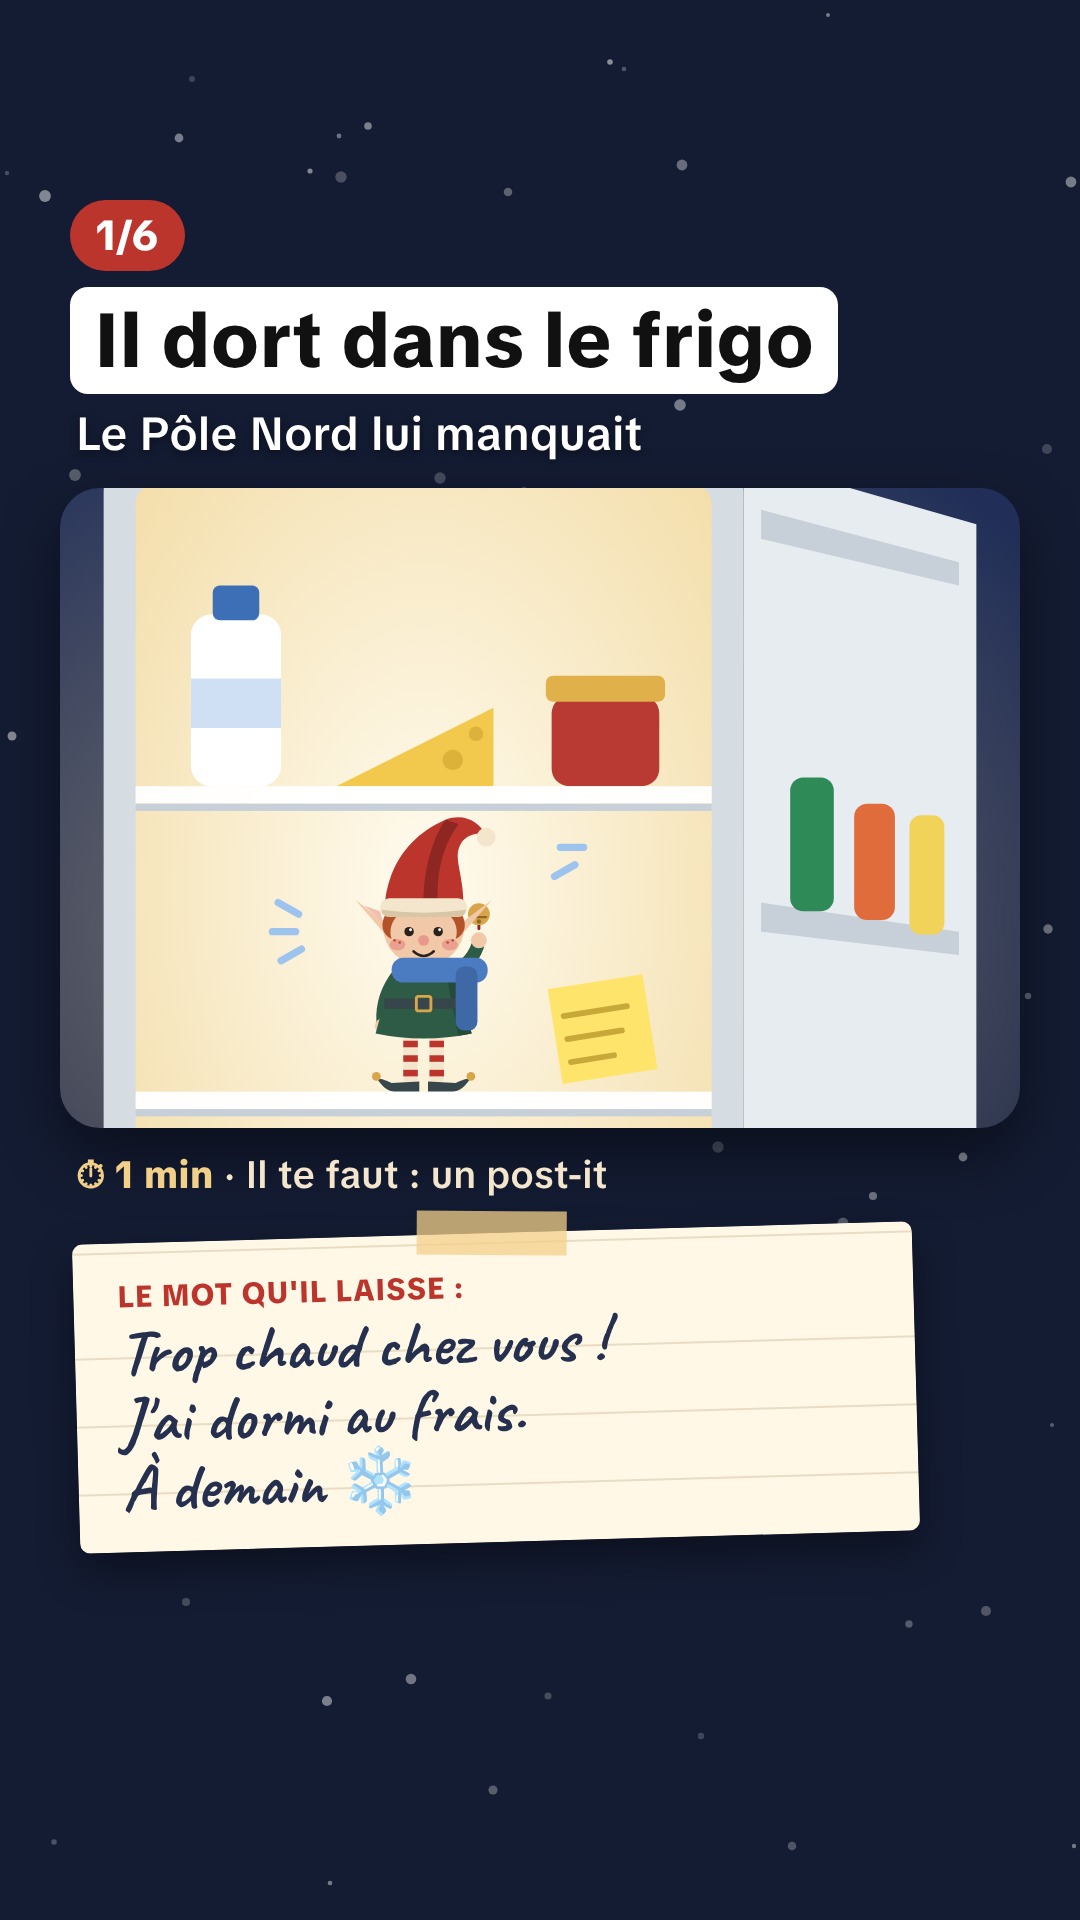 1/6
Il dort dans le frigo
Le Pôle Nord lui manquait
⏱ 1 min · Il te faut : un post-it
LE MOT QU'IL LAISSE :
Trop chaud chez vous !
J'ai dormi au frais.
À demain ❄️